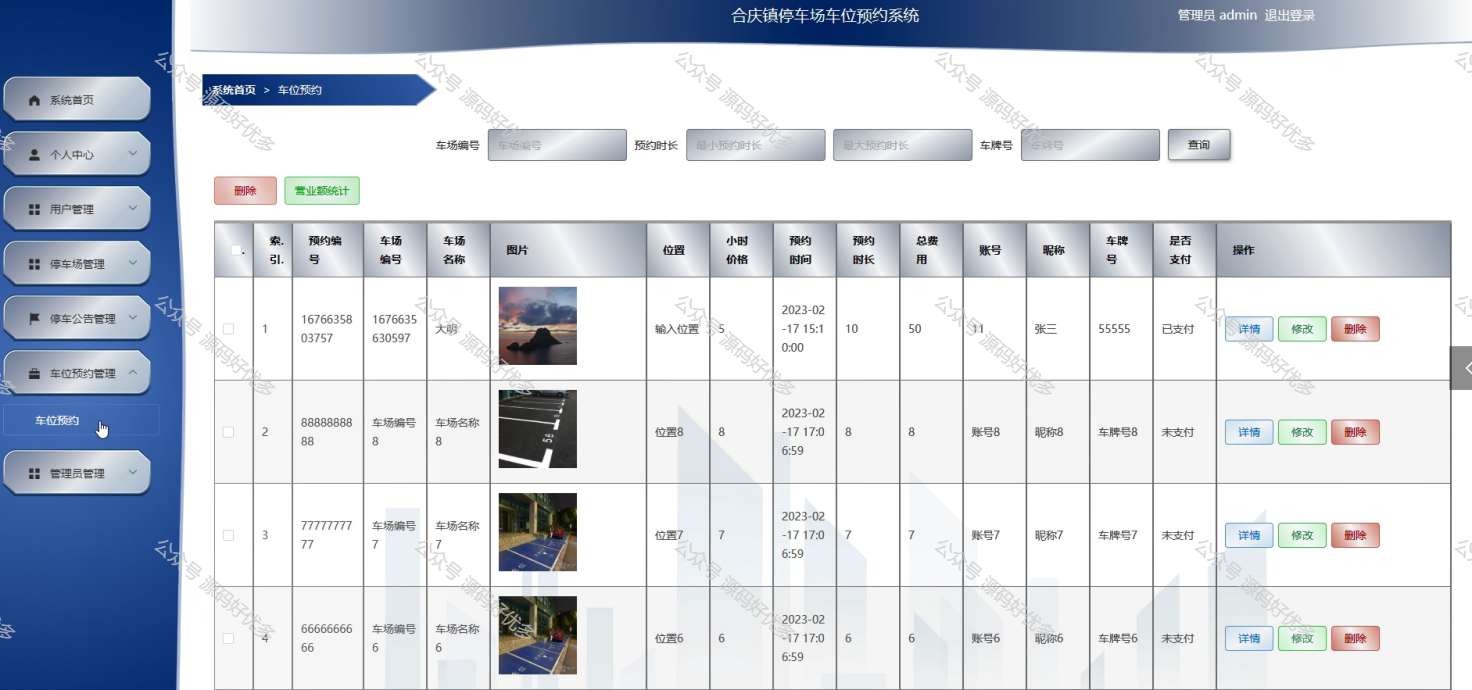 合庆镇停车场车位预约系统
管理员 admin 退出登录
系统首页
个人中心
用户管理
停车场管理
停车公告管理
车位预约管理
车位预约
管理员管理
系统首页 > 车位预约
车场编号 车场编号 预约时长 最小预约时长 最大预约时长 车牌号 车牌号 查询
删除 营业额统计
索引. 预约编号 车场编号 车场名称 图片 位置 小时价格 预约时间 预约时长 总费用 账号 昵称 车牌号 是否支付 操作
1 1676635803757 1676635630597 大明 输入位置 5 2023-02-17 15:10:00 10 50 11 张三 55555 已支付 详情 修改 删除
2 8888888888 车场编号8 车场名称8 位置8 8 2023-02-17 17:06:59 8 8 账号8 昵称8 车牌号8 未支付 详情 修改 删除
3 7777777777 车场编号7 车场名称7 位置7 7 2023-02-17 17:06:59 7 7 账号7 昵称7 车牌号7 未支付 详情 修改 删除
4 6666666666 车场编号6 车场名称6 位置6 6 2023-02-17 17:06:59 6 6 账号6 昵称6 车牌号6 未支付 详情 修改 删除
公众号 源码好优多